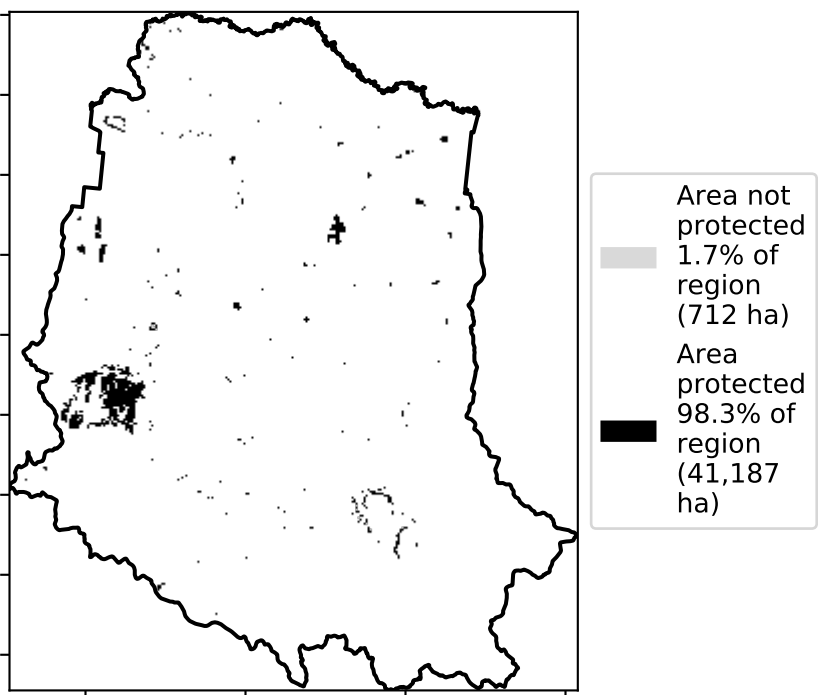 Area not
protected
1.7% of
region
(712 ha)
Area
protected
98.3% of
region
(41,187
ha)